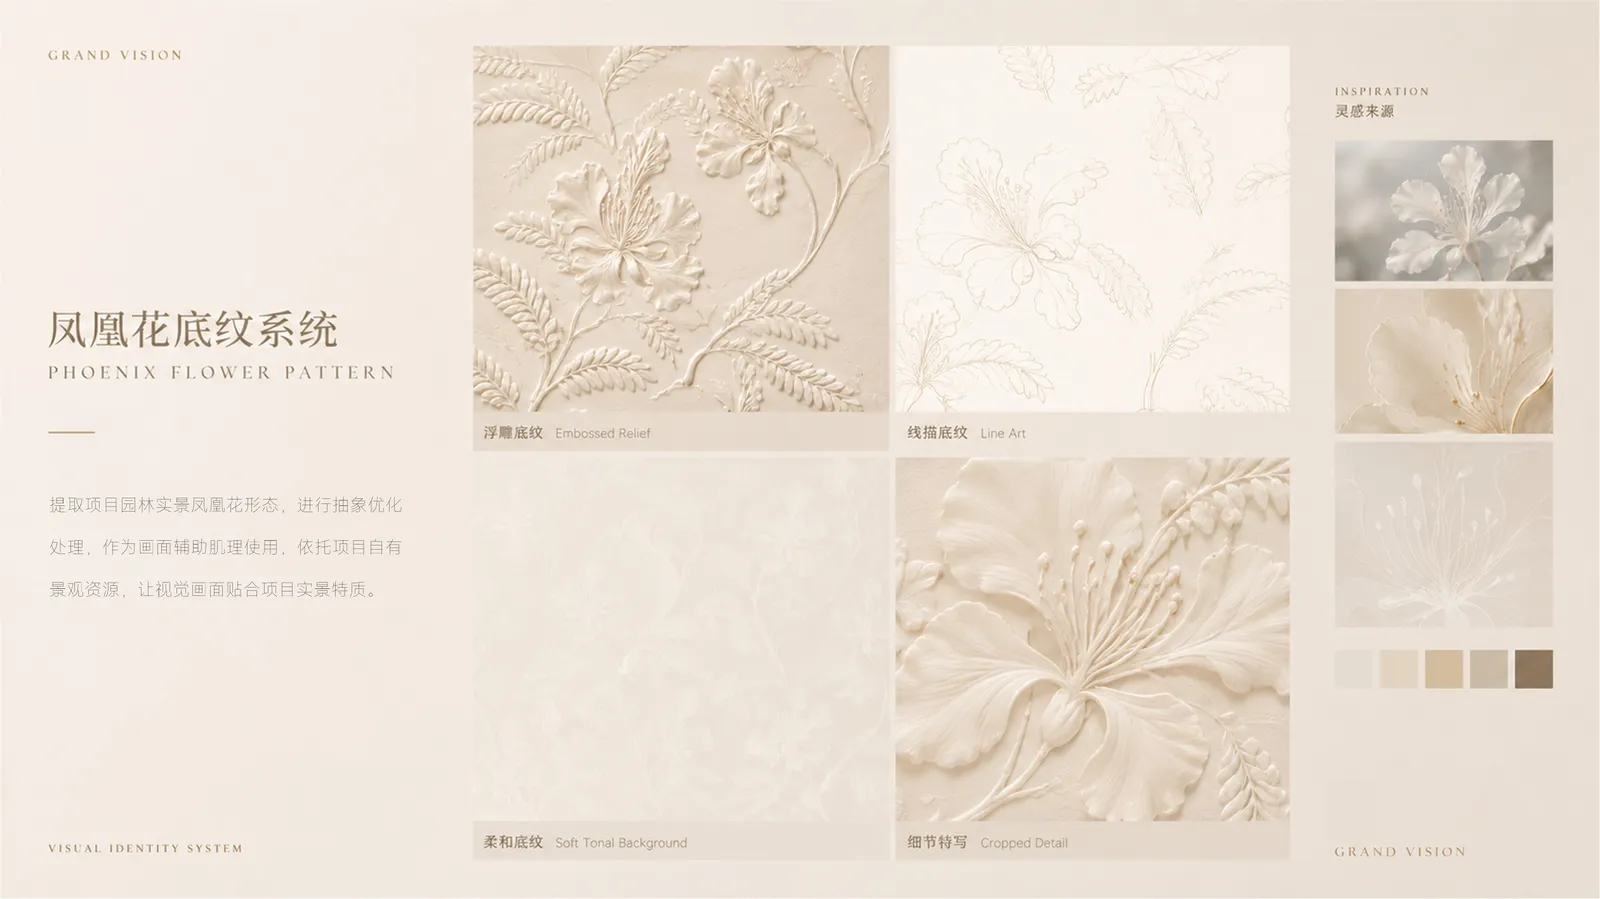 GRAND VISION
凤凰花底纹系统
PHOENIX FLOWER PATTERN
提取项目园林实景凤凰花形态，进行抽象优化
处理，作为画面辅助肌理使用，依托项目自有
景观资源，让视觉画面贴合项目实景特质。
VISUAL IDENTITY SYSTEM
浮雕底纹 Embossed Relief
线描底纹 Line Art
柔和底纹 Soft Tonal Background
细节特写 Cropped Detail
INSPIRATION
灵感来源
GRAND VISION